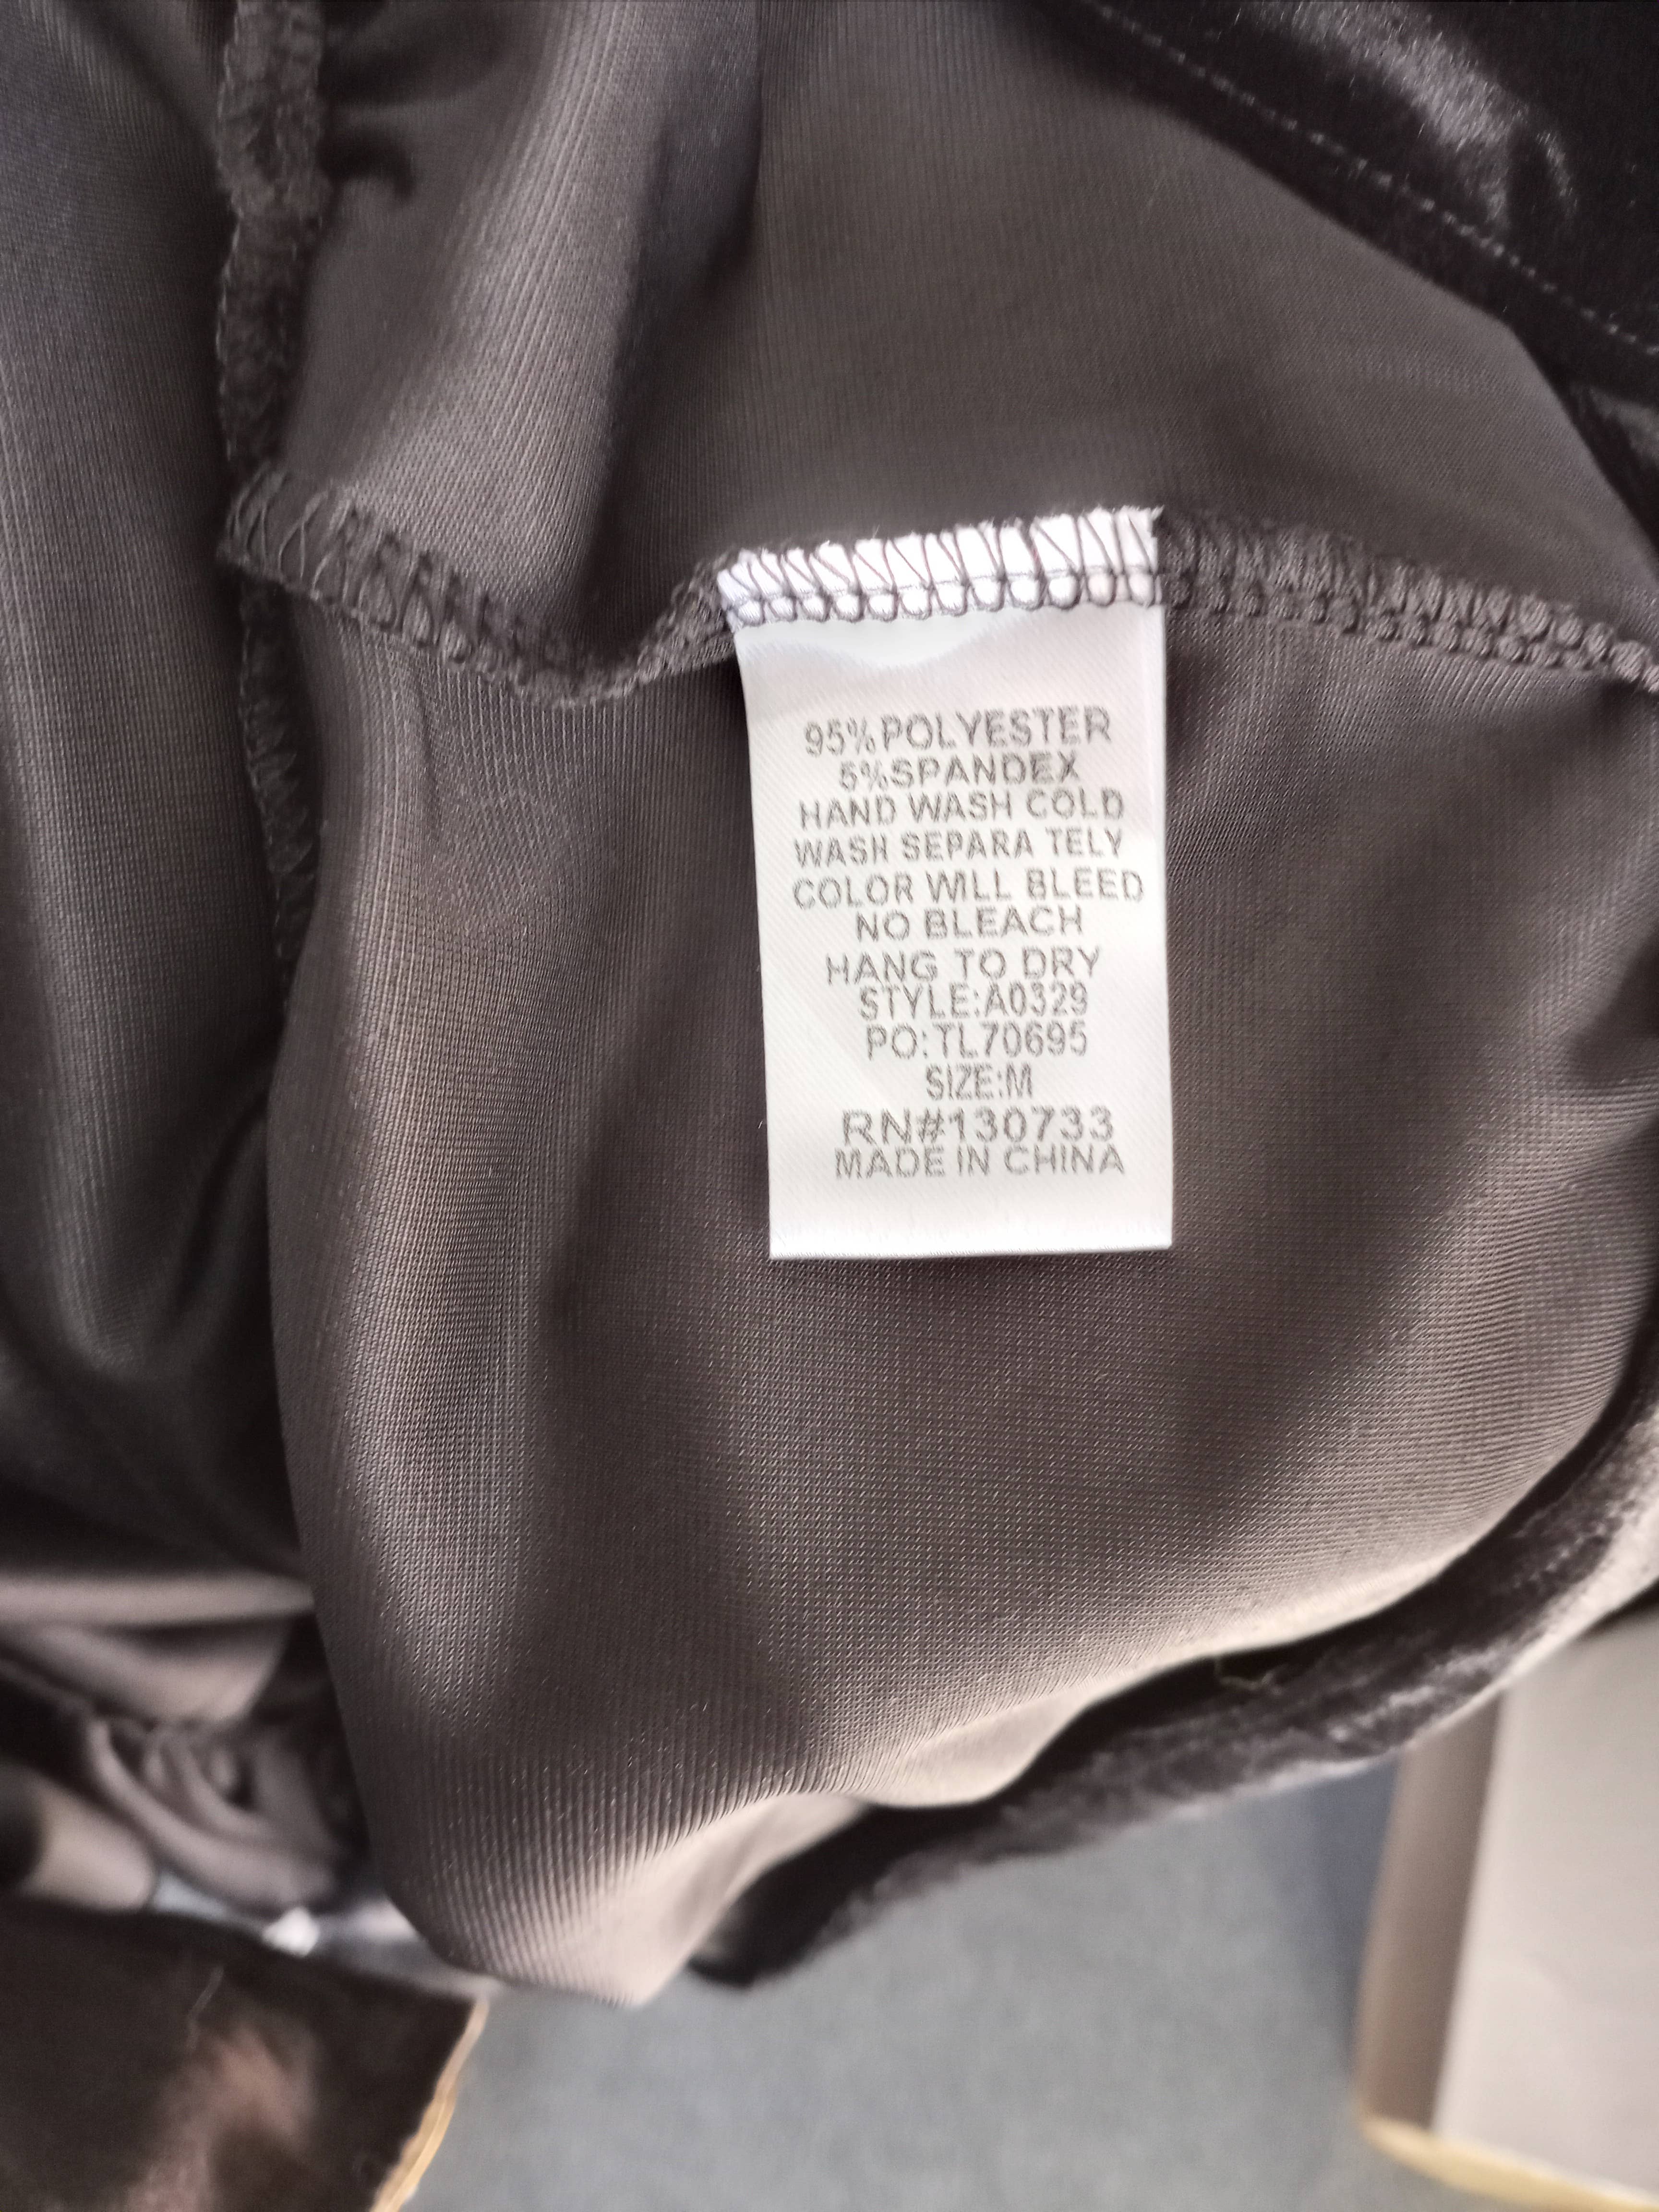 95%POLYESTER
5%SPANDEX
HAND WASH COLD
WASH SEPARA TELY
COLOR WILL BLEED
NO BLEACH
HANG TO DRY
STYLE:A0329
PO:TL70695
SIZE:M
RN#130733
MADE IN CHINA